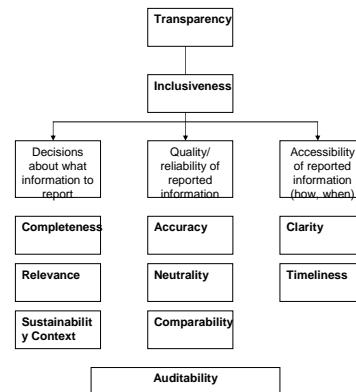 Transparency
Inclusiveness
Decisions
about what
information to
report
Quality/
reliability of
reported
information
Accessibility
of reported
information
(how, when)
Completeness
Accuracy
Clarity
Relevance
Neutrality
Timeliness
Sustainabilit
y Context
Comparability
Auditability